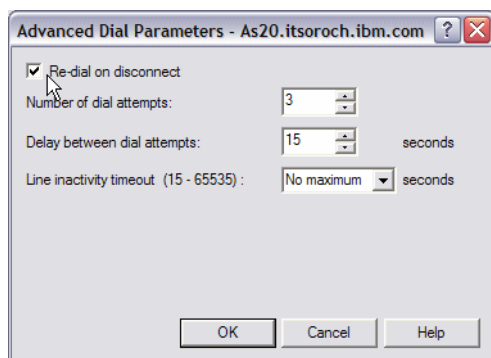 Advanced Dial Parameters - As20.itsoroch.ibm.com
Re-dial on disconnect
Number of dial attempts: 3
Delay between dial attempts: 15 seconds
Line inactivity timeout (15 - 65535) : No maximum seconds
OK Cancel Help